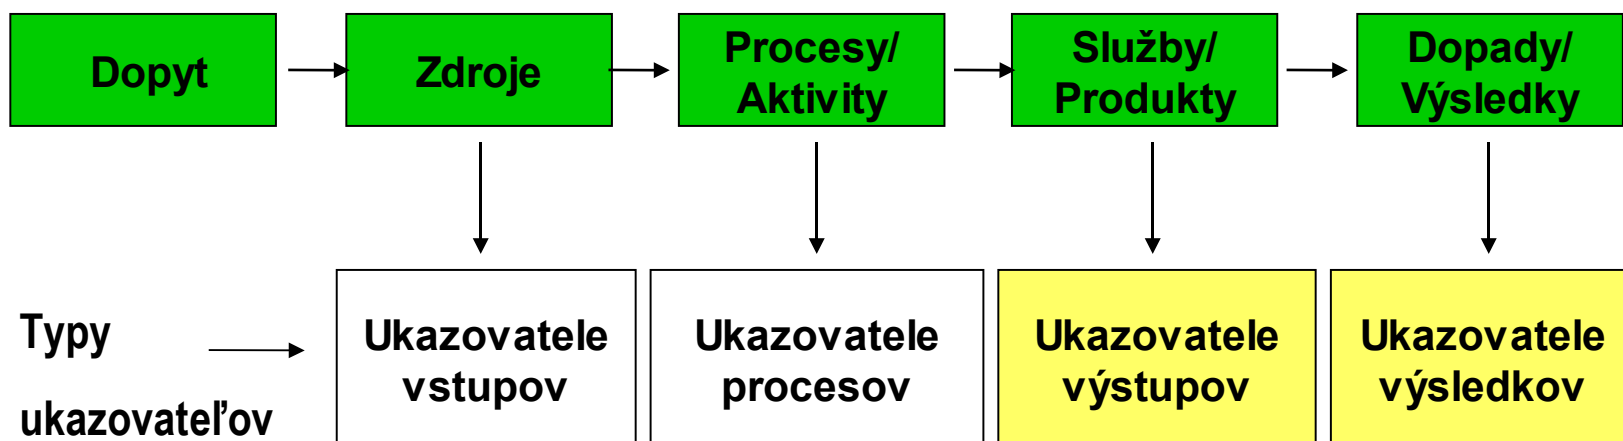 Dopyt
Zdroje
Procesy/
Aktivity
Služby/
Produkty
Dopady/
Výsledky
Typy
ukazovateľov
Ukazovatele
vstupov
Ukazovatele
procesov
Ukazovatele
výstupov
Ukazovatele
výsledkov